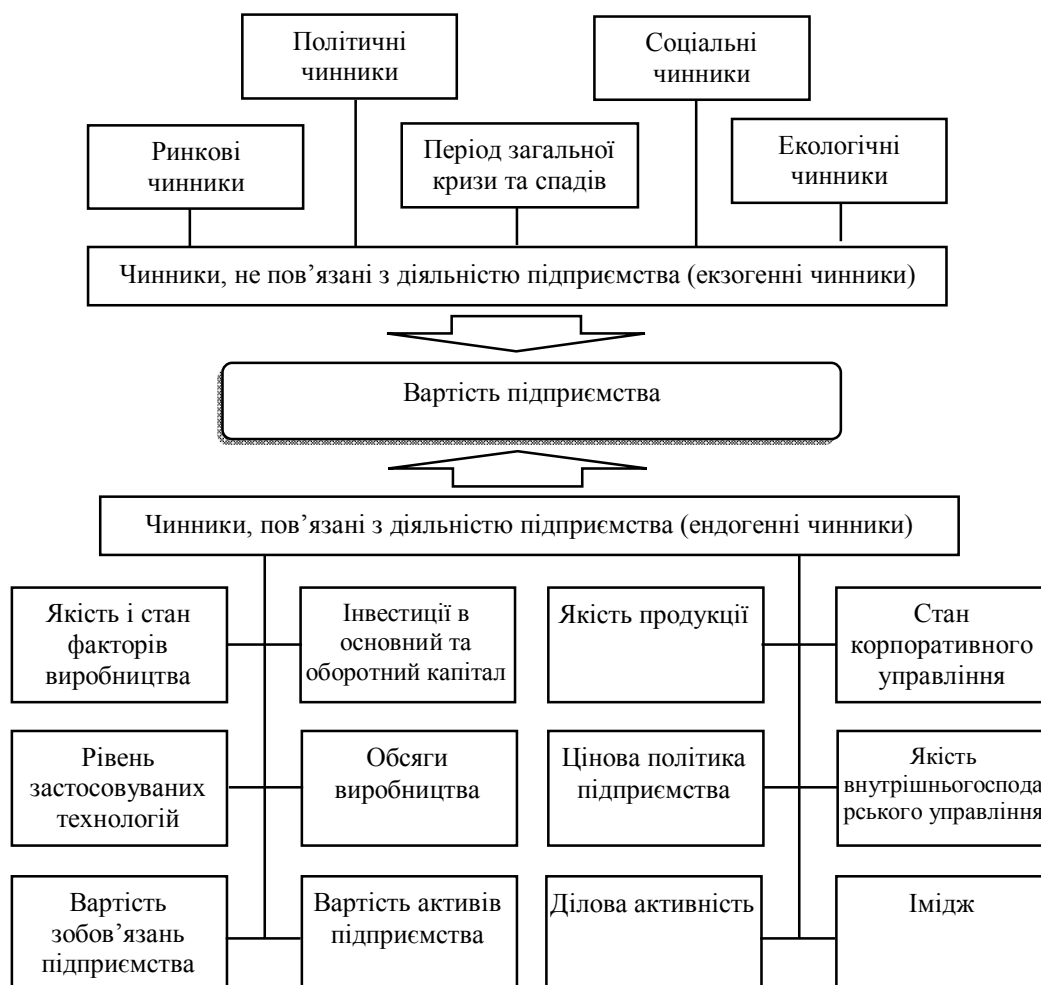 Політичні
чинники
Соціальні
чинники
Ринкові
чинники
Період загальної
кризи та спадів
Екологічні
чинники
Чинники, не пов’язані з діяльністю підприємства (екзогенні чинники)
Вартість підприємства
Чинники, пов’язані з діяльністю підприємства (ендогенні чинники)
Якість і стан
факторів
виробництва
Інвестиції в
основний та
оборотний капітал
Якість продукції
Стан
корпоративного
управління
Рівень
застосовуваних
технологій
Обсяги
виробництва
Цінова політика
підприємства
Якість
внутрішньогоспода
рського управління
Вартість
зобов’язань
підприємства
Вартість активів
підприємства
Ділова активність
Імідж